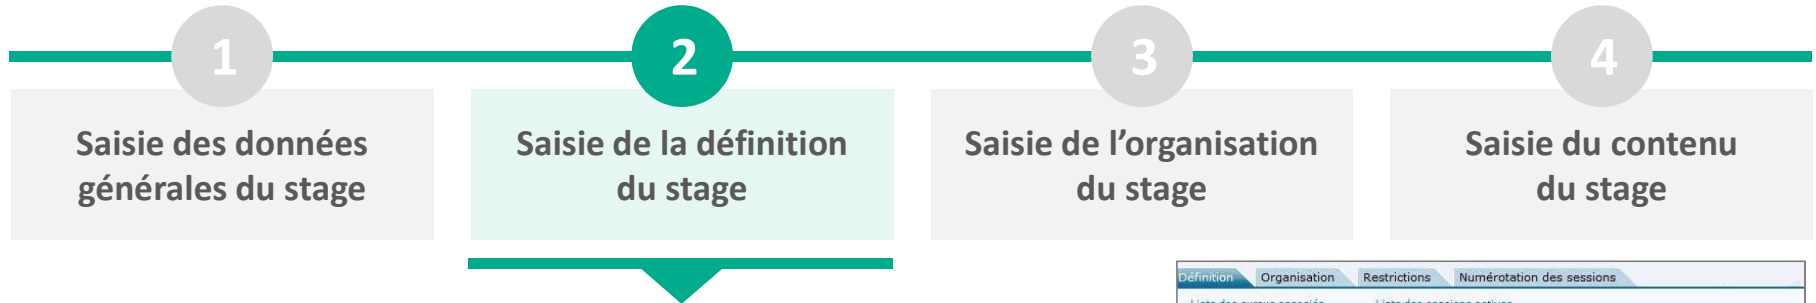 1
2
3
4
Saisie des données
générales du stage
Saisie de la définition
du stage
Saisie de l’organisation
du stage
Saisie du contenu
du stage
Définition Organisation Restrictions Numérotation des sessions